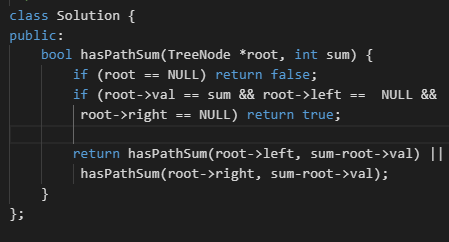 class Solution {
public:
    bool hasPathSum(TreeNode *root, int sum) {
        if (root == NULL) return false;
        if (root->val == sum && root->left ==  NULL &&
         root->right == NULL) return true;

        return hasPathSum(root->left, sum-root->val) ||
         hasPathSum(root->right, sum-root->val);
    }
};